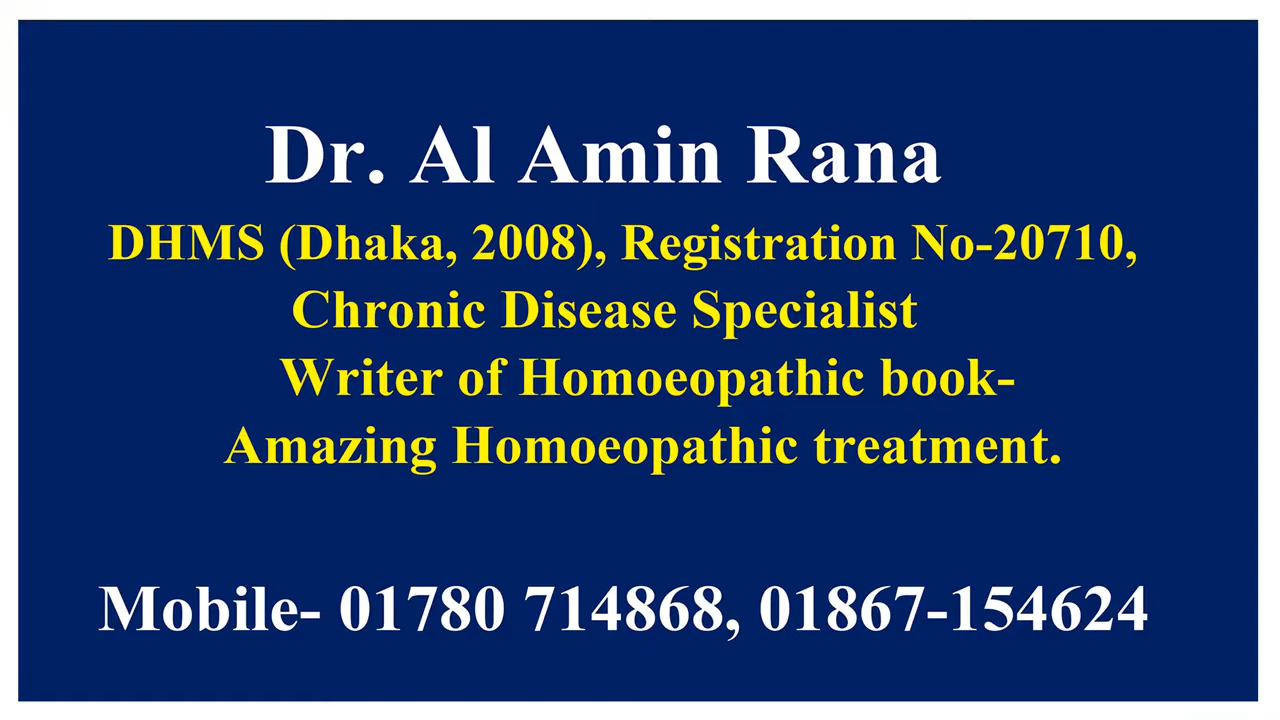 Dr. Al Amin Rana
DHMS (Dhaka, 2008), Registration No-20710,
Chronic Disease Specialist
Writer of Homoeopathic book-
Amazing Homoeopathic treatment.
Mobile- 01780 714868, 01867-154624